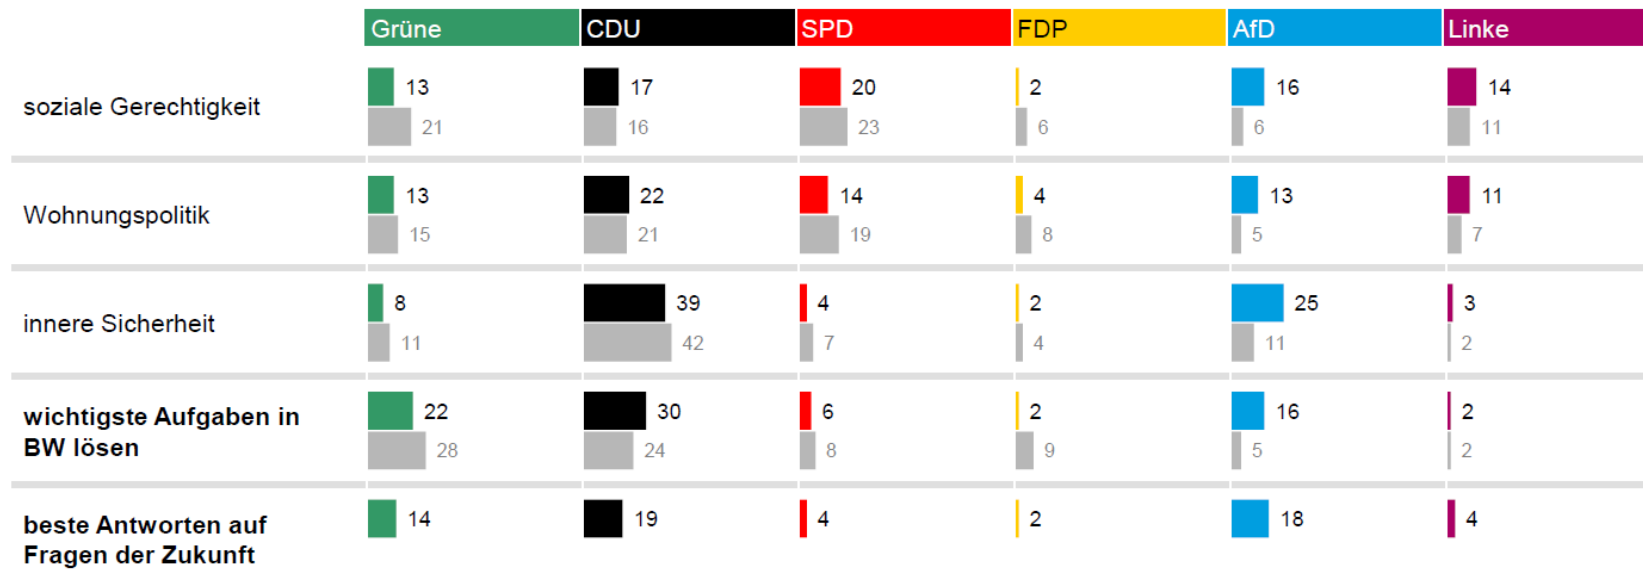 Grüne CDU SPD FDP AfD Linke
soziale Gerechtigkeit 13 17 20 2 16 14
21 16 23 6 6 11
Wohnungspolitik 13 22 14 4 13 11
15 21 19 8 5 7
innere Sicherheit 8 39 4 2 25 3
11 42 7 4 11 2
wichtigste Aufgaben in 22 30 6 2 16 2
BW lösen 28 24 8 9 5 2
beste Antworten auf 14 19 4 2 18 4
Fragen der Zukunft